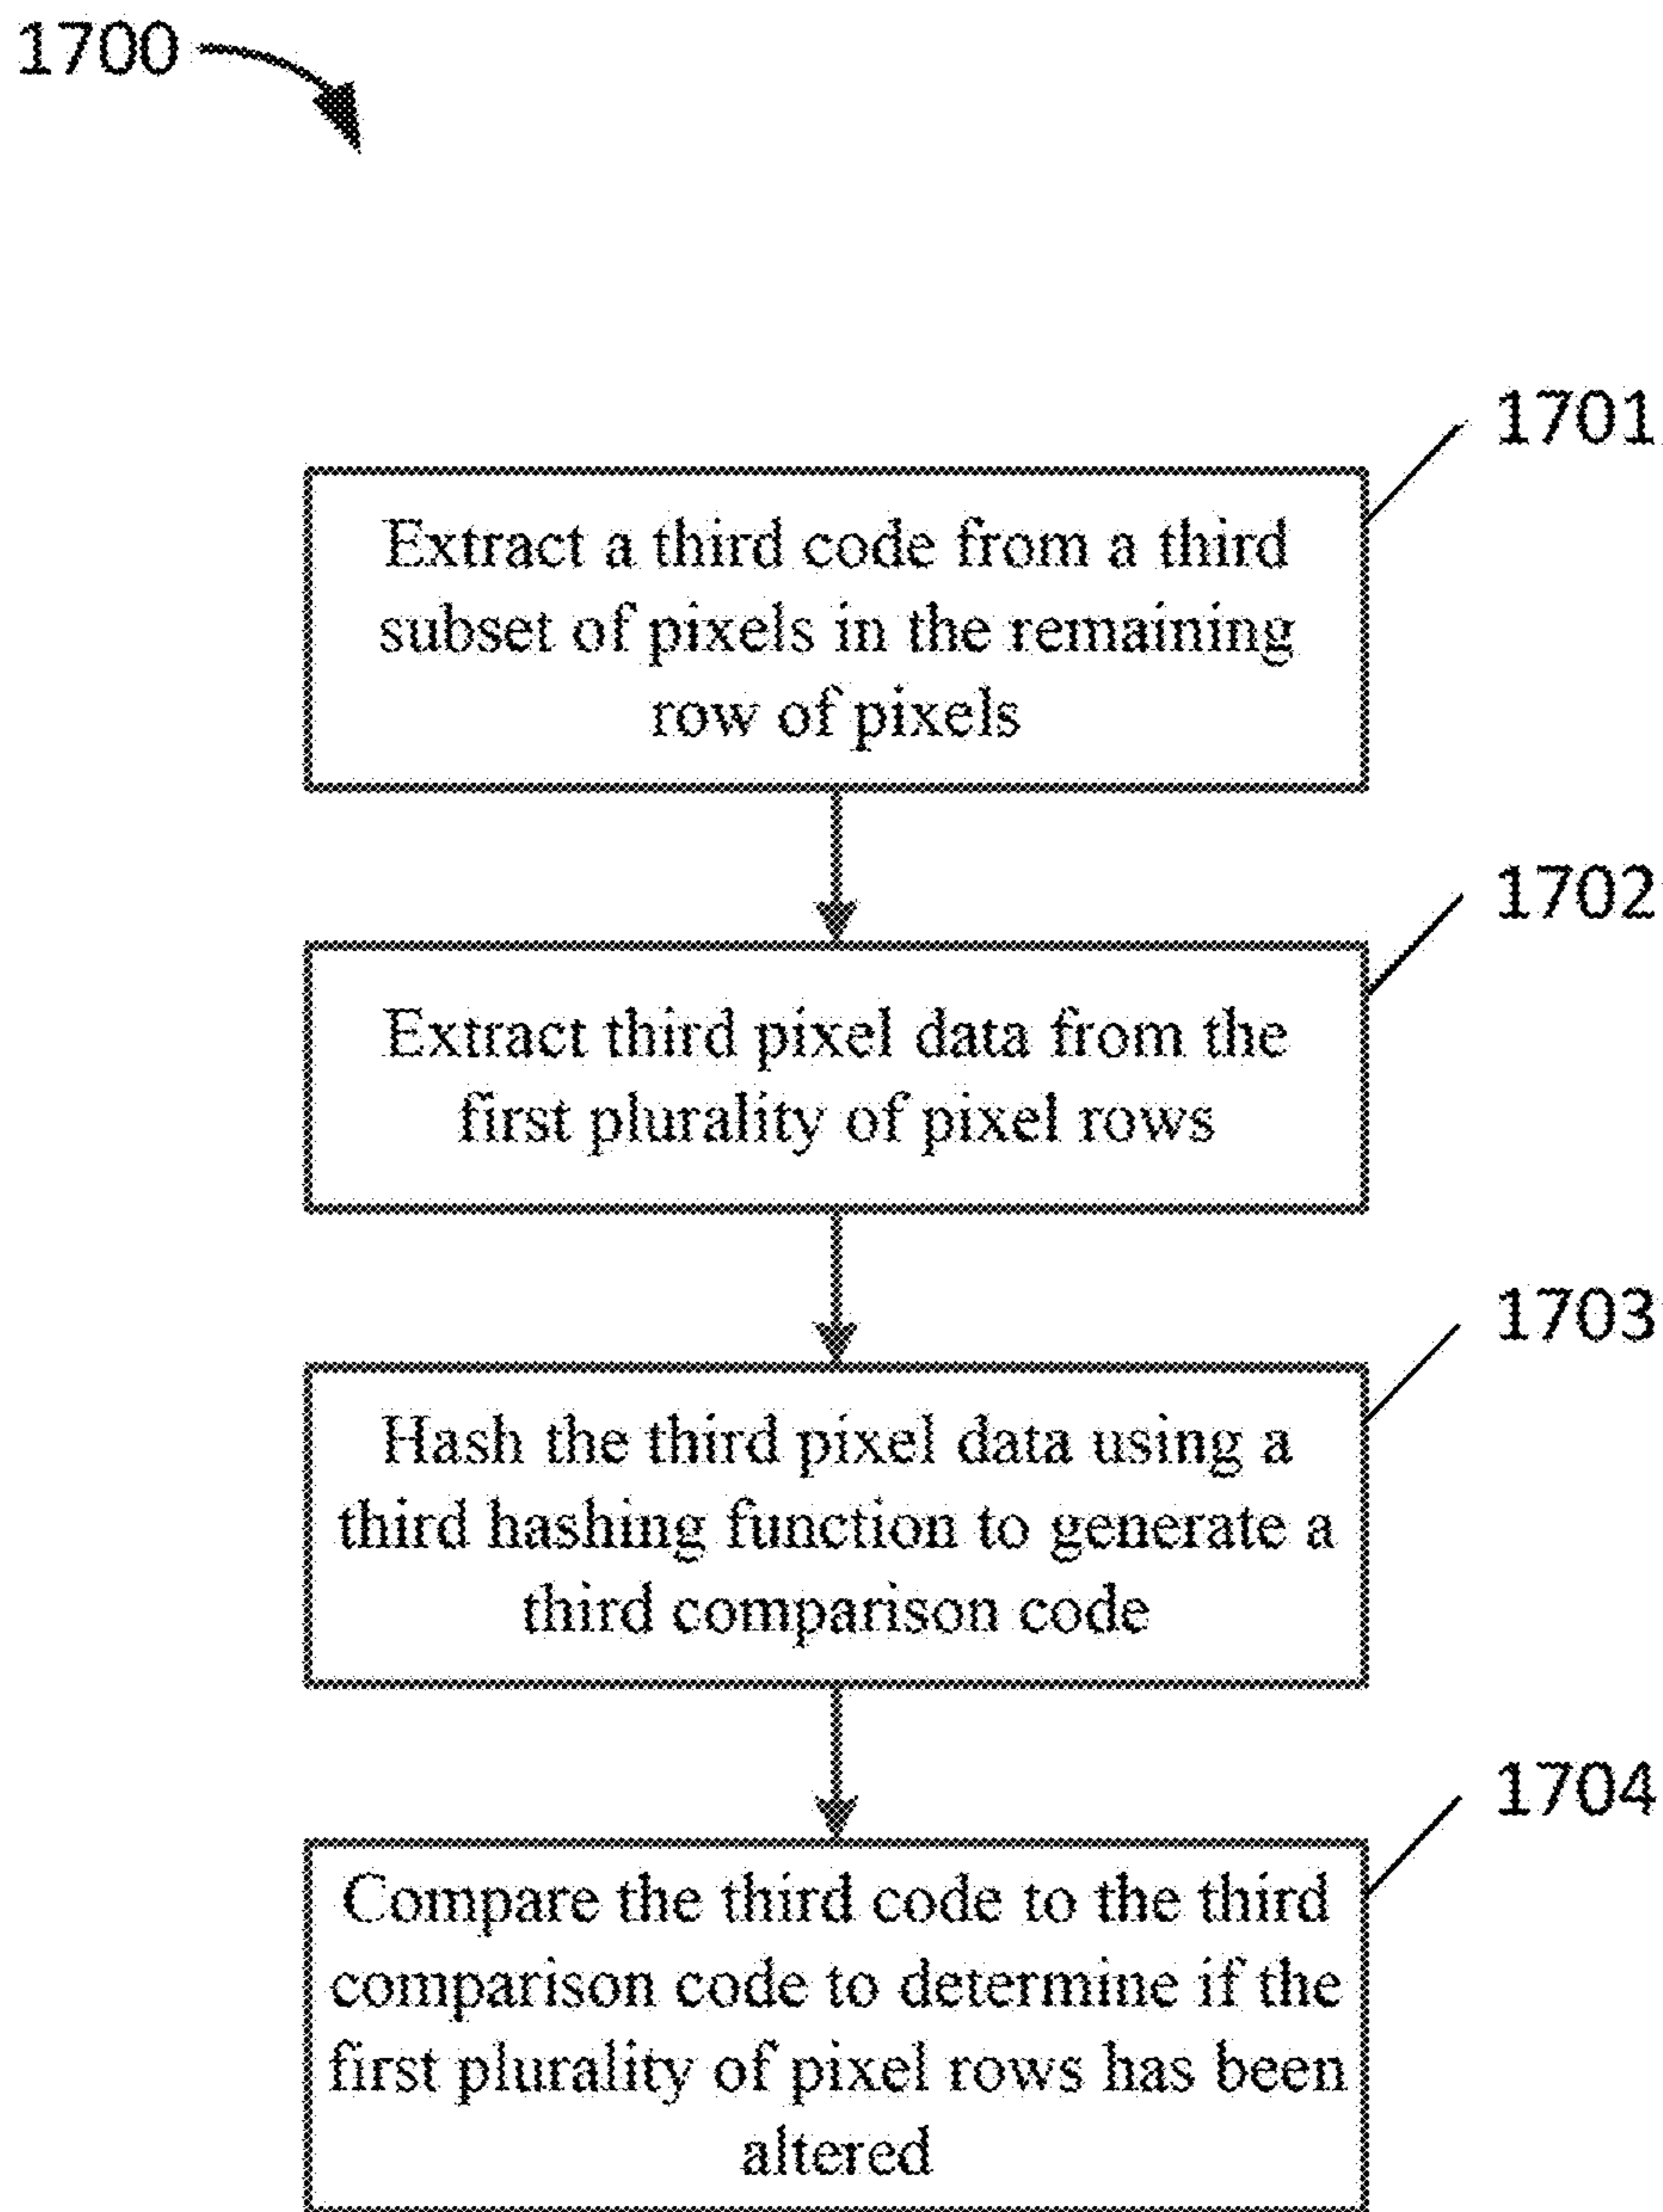 1700
1701
Extract a third code from a third
subset of pixels in the remaining
row of pixels
1702
Extract third pixel data from the
first plurality of pixel rows
1703
Hash the third pixel data using a
third hashing function to generate a
third comparison code
1704
Compare the third code to the third
comparison code to determine if the
first plurality of pixel rows has been
altered